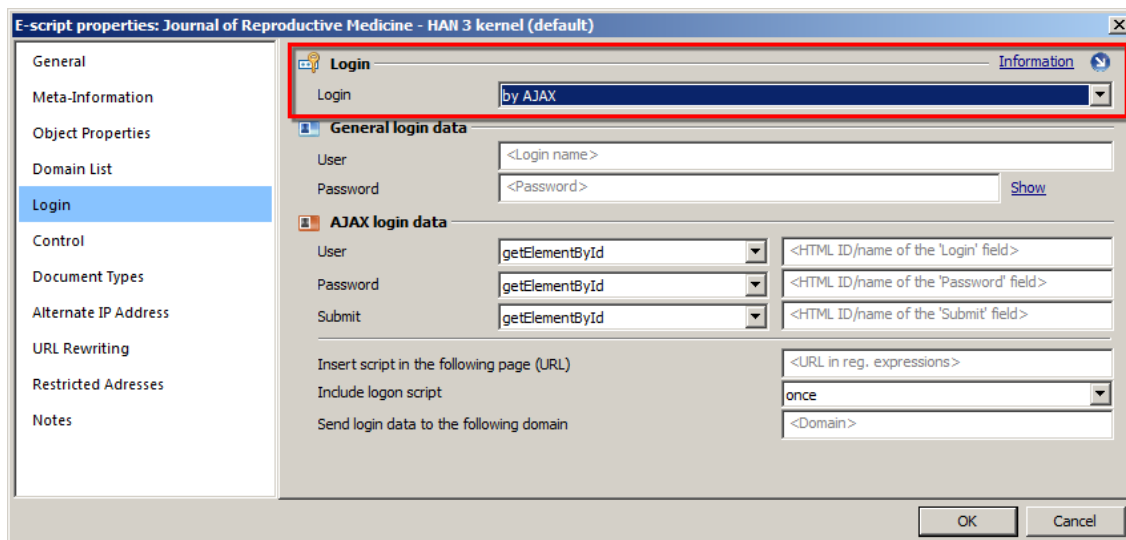 E-script properties: Journal of Reproductive Medicine - HAN 3 kernel (default)
General
Meta-Information
Object Properties
Domain List
Login
Control
Document Types
Alternate IP Address
URL Rewriting
Restricted Adresses
Notes
Login Information
Login by AJAX
General login data
User <Login name>
Password <Password> Show
AJAX login data
User getElementById <HTML ID/name of the 'Login' field>
Password getElementById <HTML ID/name of the 'Password' field>
Submit getElementById <HTML ID/name of the 'Submit' field>
Insert script in the following page (URL) <URL in reg. expressions>
Include logon script once
Send login data to the following domain <Domain>
OK Cancel